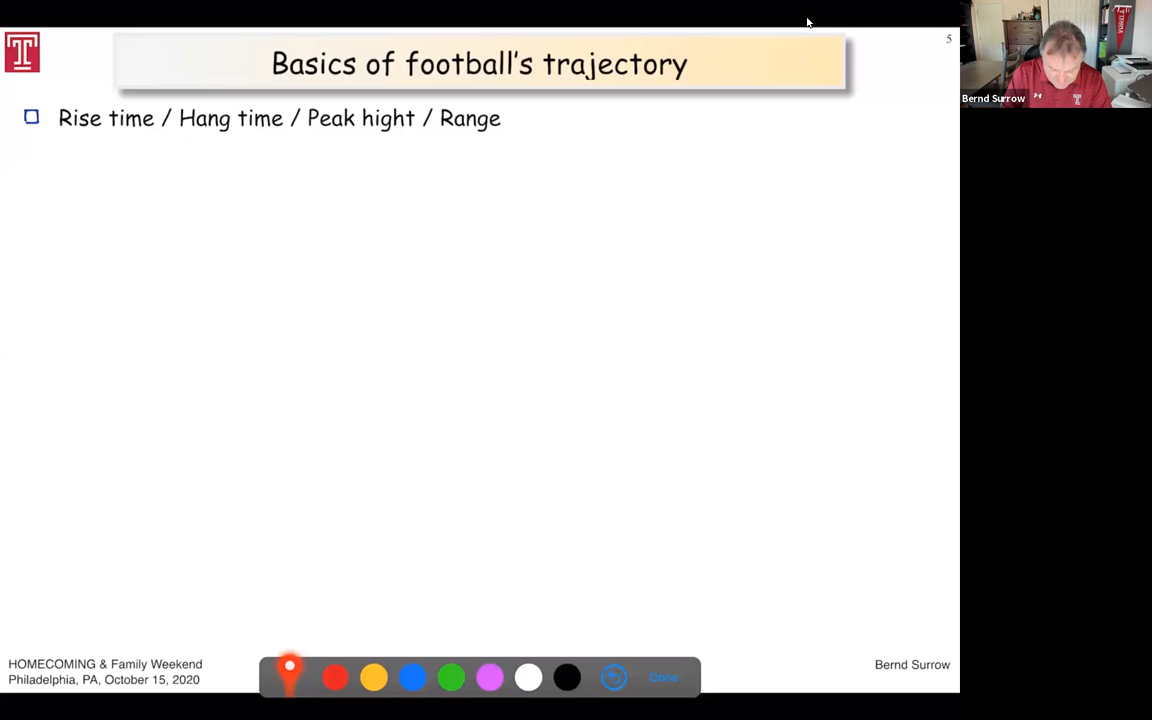 Basics of football's trajectory
5
Rise time / Hang time / Peak hight / Range
Bernd Surrow
HOMECOMING & Family Weekend
Philadelphia, PA, October 15, 2020
Bernd Surrow
Done